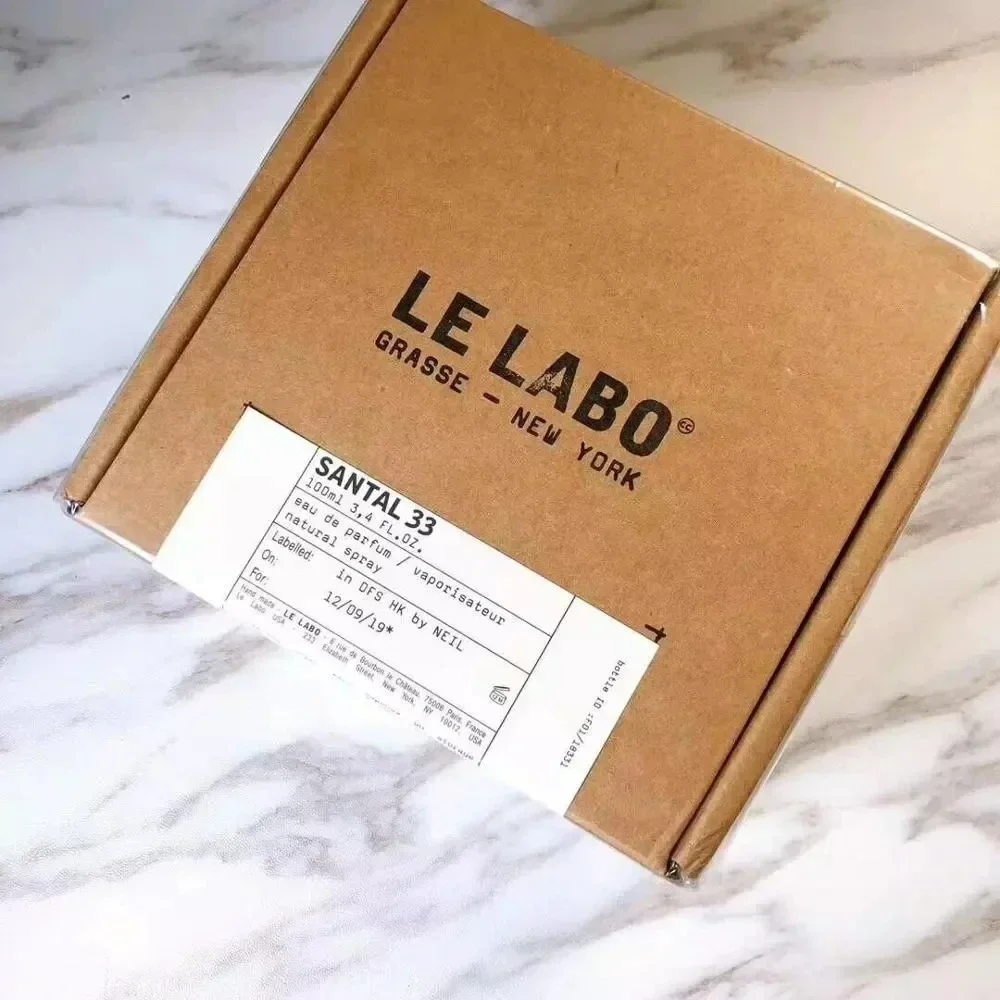 LE LABO
GRASSE – NEW YORK
SANTAL 33
100ml 3,4 FL.OZ.
eau de parfum / vaporisateur
natural spray
Labelled: in DFS HK by NEIL
On: 12/09/19*
For:
Hand made - LE LABO - 6 rue de Bourbon le Château, 75006 Paris, France
Le Labo USA - 233 Elizabeth Street, New York, NY 10012, USA
bottle ID :F01/18331